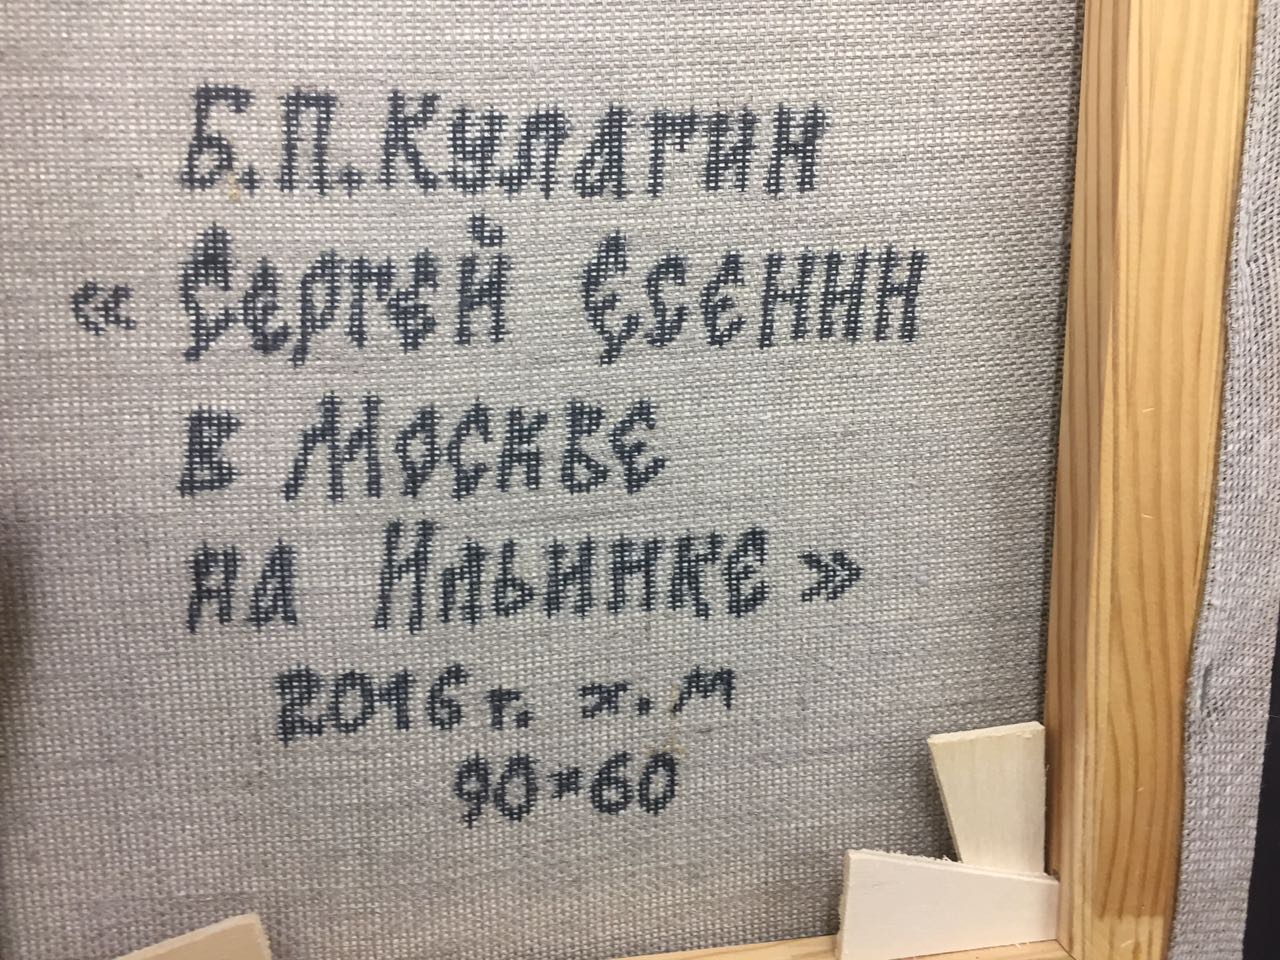 Б.П.Кулагин
« Сергей Есенин
в Москве
на Ильинке »
2016г. х.м
90×60